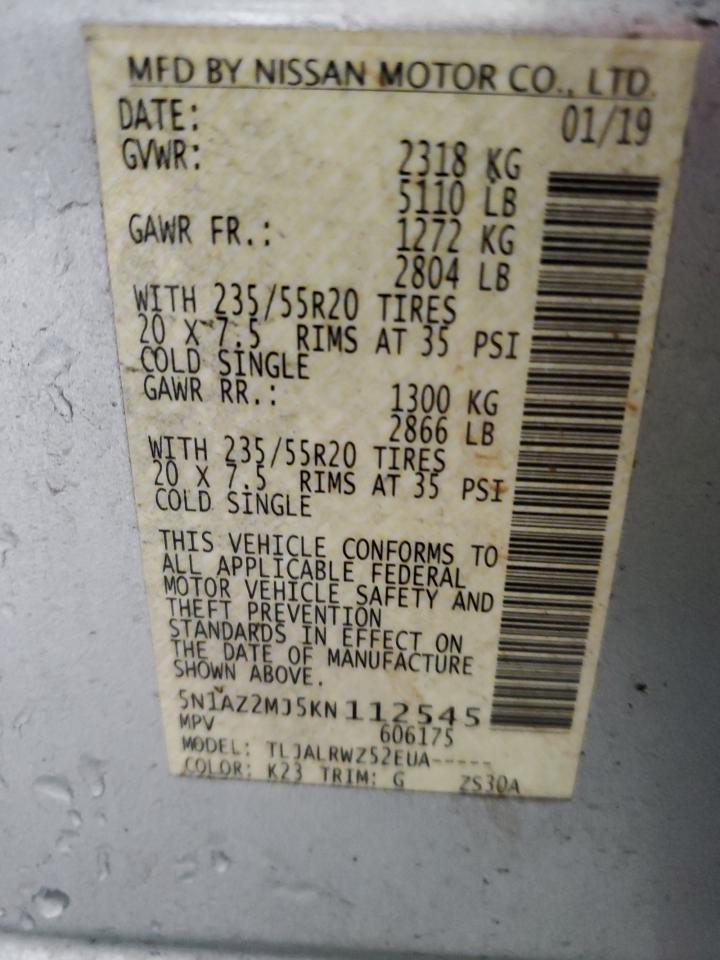 MFD BY NISSAN MOTOR CO., LTD.
DATE: 01/19
GVWR: 2318 KG
5110 LB
GAWR FR.: 1272 KG
2804 LB
WITH 235/55R20 TIRES
20 X 7.5 RIMS AT 35 PSI
COLD SINGLE
GAWR RR.: 1300 KG
2866 LB
WITH 235/55R20 TIRES
20 X 7.5 RIMS AT 35 PSI
COLD SINGLE
THIS VEHICLE CONFORMS TO
ALL APPLICABLE FEDERAL
MOTOR VEHICLE SAFETY AND
THEFT PREVENTION
STANDARDS IN EFFECT ON
THE DATE OF MANUFACTURE
SHOWN ABOVE.
5N1AZ2MJ5KN112545
MPV 606175
MODEL: TLJALRWZ52EUA-----
COLOR: K23 TRIM: G ZS30A